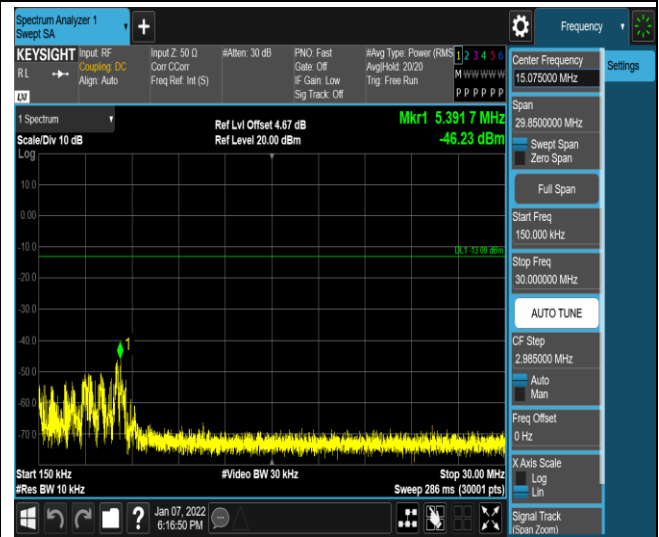 Spectrum Analyzer 1
Swept SA
+
Frequency
KEYSIGHT
RL
LXI
Input: RF
Coupling: DC
Align: Auto
Input Z: 50 Ω
Corr CCorr
Freq Ref: Int (S)
#Atten: 30 dB
PNO: Fast
Gate: Off
IF Gain: Low
Sig Track: Off
#Avg Type: Power (RMS
Avg|Hold: 20/20
Trig: Free Run
1 2 3 4 5 6
M W W W W W
P P P P P P
1 Spectrum
Scale/Div 10 dB
Log
Ref Lvl Offset 4.67 dB
Ref Level 20.00 dBm
Mkr1 5.391 7 MHz
-46.23 dBm
10.0
0.00
-10.0
DL1 -13.00 dBm
-20.0
-30.0
-40.0
1
-50.0
-60.0
-70.0
Start 150 kHz
#Res BW 10 kHz
#Video BW 30 kHz
Stop 30.00 MHz
Sweep 286 ms (30001 pts)
Jan 07, 2022
6:16:50 PM
Center Frequency
15.075000 MHz
Settings
Span
29.8500000 MHz
Swept Span
Zero Span
Full Span
Start Freq
150.000 kHz
Stop Freq
30.000000 MHz
AUTO TUNE
CF Step
2.985000 MHz
Auto
Man
Freq Offset
0 Hz
X Axis Scale
Log
Lin
Signal Track
(Span Zoom)